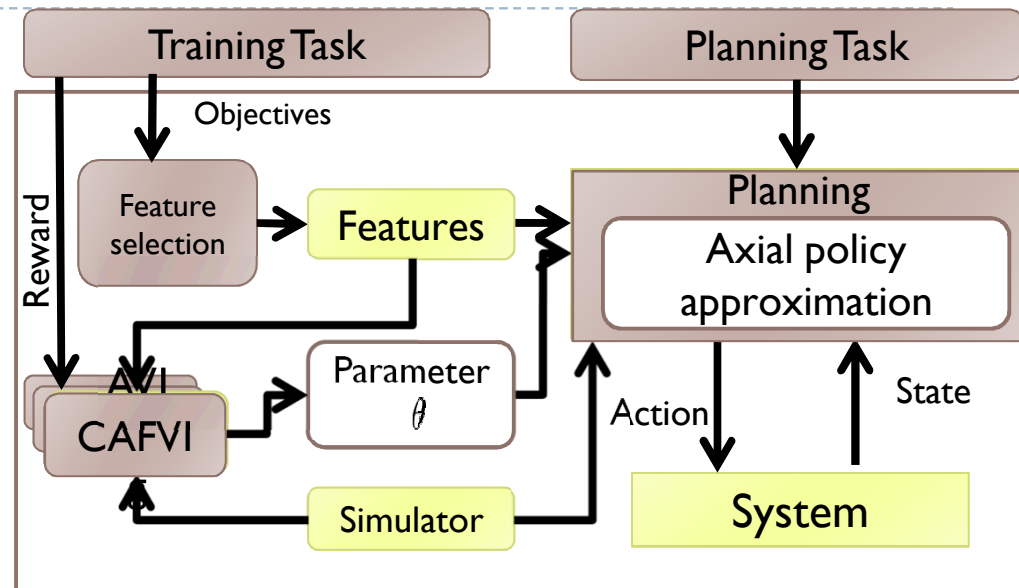 Training Task
Planning Task
Objectives
Reward
Feature
selection
Features
Planning
Axial policy
approximation
AVI
CAFVI
Parameter
θ
Action
State
Simulator
System